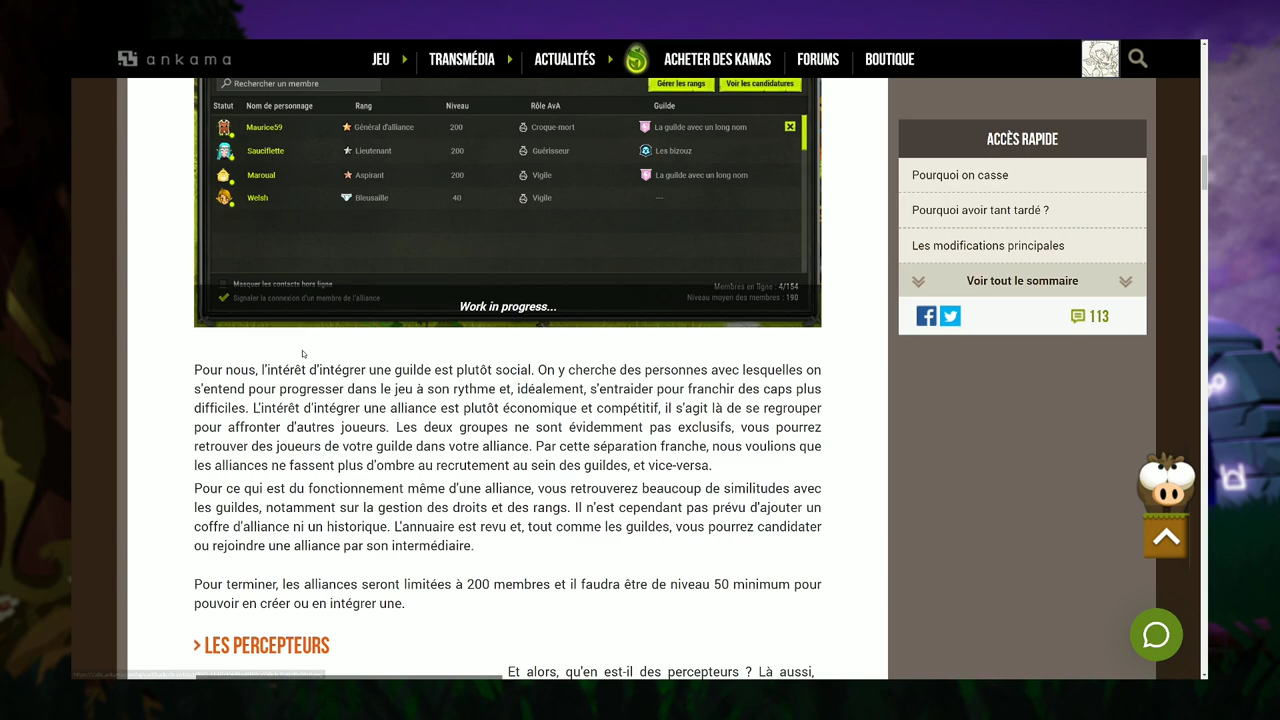 ankama
JEU
TRANSMÉDIA
ACTUALITÉS
ACHETER DES KAMAS
FORUMS
BOUTIQUE
Rechercher un membre
Gérer les rangs
Voir les candidatures
Statut Nom de personnage Rang Niveau Rôle AvA Guilde
Maurice59 Général d'alliance 200 Croque-mort La guilde avec un long nom
Sauciflette Lieutenant 200 Guérisseur Les bizouz
Maroual Aspirant 200 Vigile La guilde avec un long nom
Welsh Bleusaille 40 Vigile ---
Masquer les contacts hors ligne
Membres en ligne : 4/154
Signaler la connexion d'un membre de l'alliance
Niveau moyen des membres : 190
Work in progress...
Pour nous, l'intérêt d'intégrer une guilde est plutôt social. On y cherche des personnes avec lesquelles on
s'entend pour progresser dans le jeu à son rythme et, idéalement, s'entraider pour franchir des caps plus
difficiles. L'intérêt d'intégrer une alliance est plutôt économique et compétitif, il s'agit là de se regrouper
pour affronter d'autres joueurs. Les deux groupes ne sont évidemment pas exclusifs, vous pourrez
retrouver des joueurs de votre guilde dans votre alliance. Par cette séparation franche, nous voulions que
les alliances ne fassent plus d'ombre au recrutement au sein des guildes, et vice-versa.
Pour ce qui est du fonctionnement même d'une alliance, vous retrouverez beaucoup de similitudes avec
les guildes, notamment sur la gestion des droits et des rangs. Il n'est cependant pas prévu d'ajouter un
coffre d'alliance ni un historique. L'annuaire est revu et, tout comme les guildes, vous pourrez candidater
ou rejoindre une alliance par son intermédiaire.
Pour terminer, les alliances seront limitées à 200 membres et il faudra être de niveau 50 minimum pour
pouvoir en créer ou en intégrer une.
> LES PERCEPTEURS
Et alors, qu'en est-il des percepteurs ? Là aussi,
ACCÈS RAPIDE
Pourquoi on casse
Pourquoi avoir tant tardé ?
Les modifications principales
Voir tout le sommaire
113